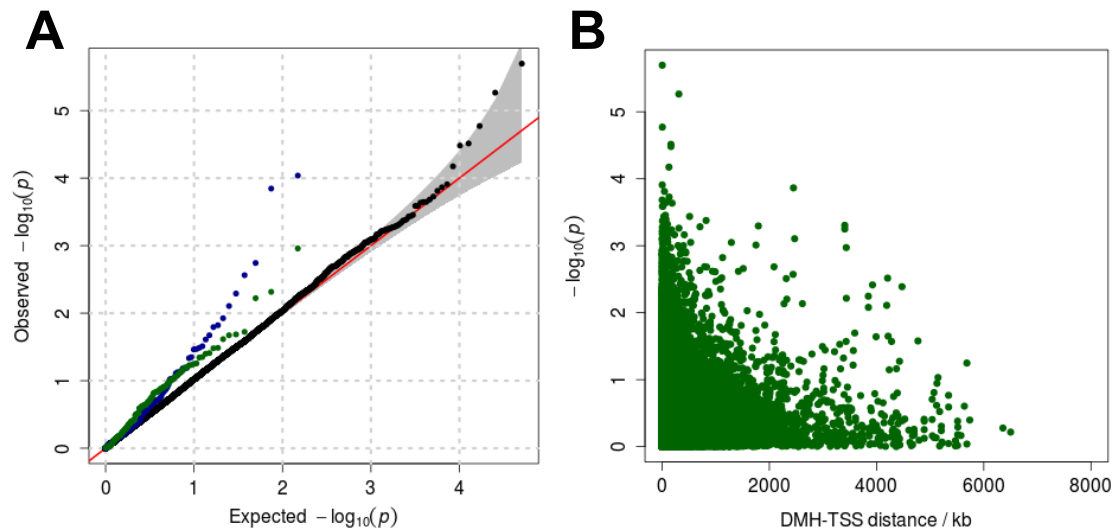 A
B
5
4
3
2
1
0
Observed −log₁₀(p)
0 1 2 3 4
Expected −log₁₀(p)
5
4
3
2
1
0
−log₁₀(p)
0 2000 4000 6000 8000
DMH-TSS distance / kb